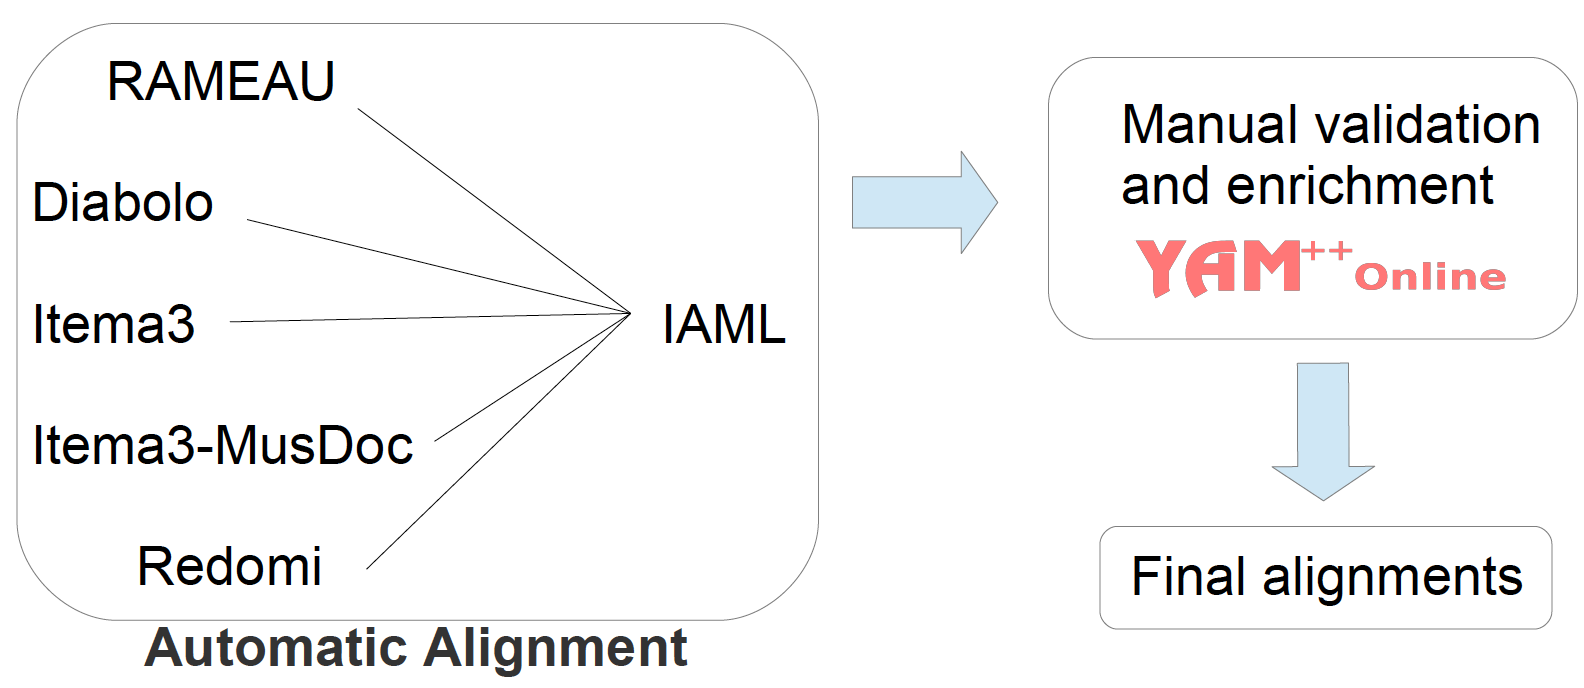 RAMEAU
Diabolo
Itema3
Itema3-MusDoc
Redomi
IAML
Automatic Alignment
Manual validation
and enrichment
YAM++ Online
Final alignments